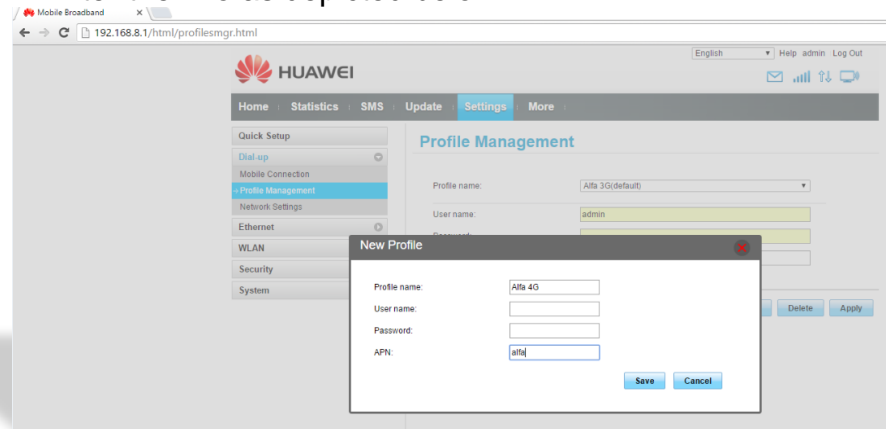 Mobile Broadband
192.168.8.1/html/profilesmgr.html
English Help admin Log Out
HUAWEI
Home Statistics SMS Update Settings More
Quick Setup
Dial-up
Mobile Connection
Profile Management
Network Settings
Ethernet
WLAN
Security
System
Profile Management
Profile name: Alfa 3G(default)
User name: admin
Delete Apply
New Profile
Profile name: Alfa 4G
User name:
Password:
APN: alfa
Save Cancel